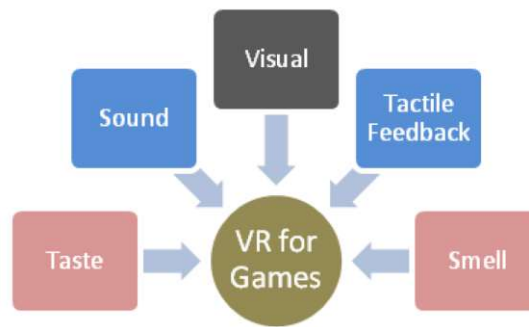 Visual
Sound
Tactile
Feedback
Taste
VR for
Games
Smell